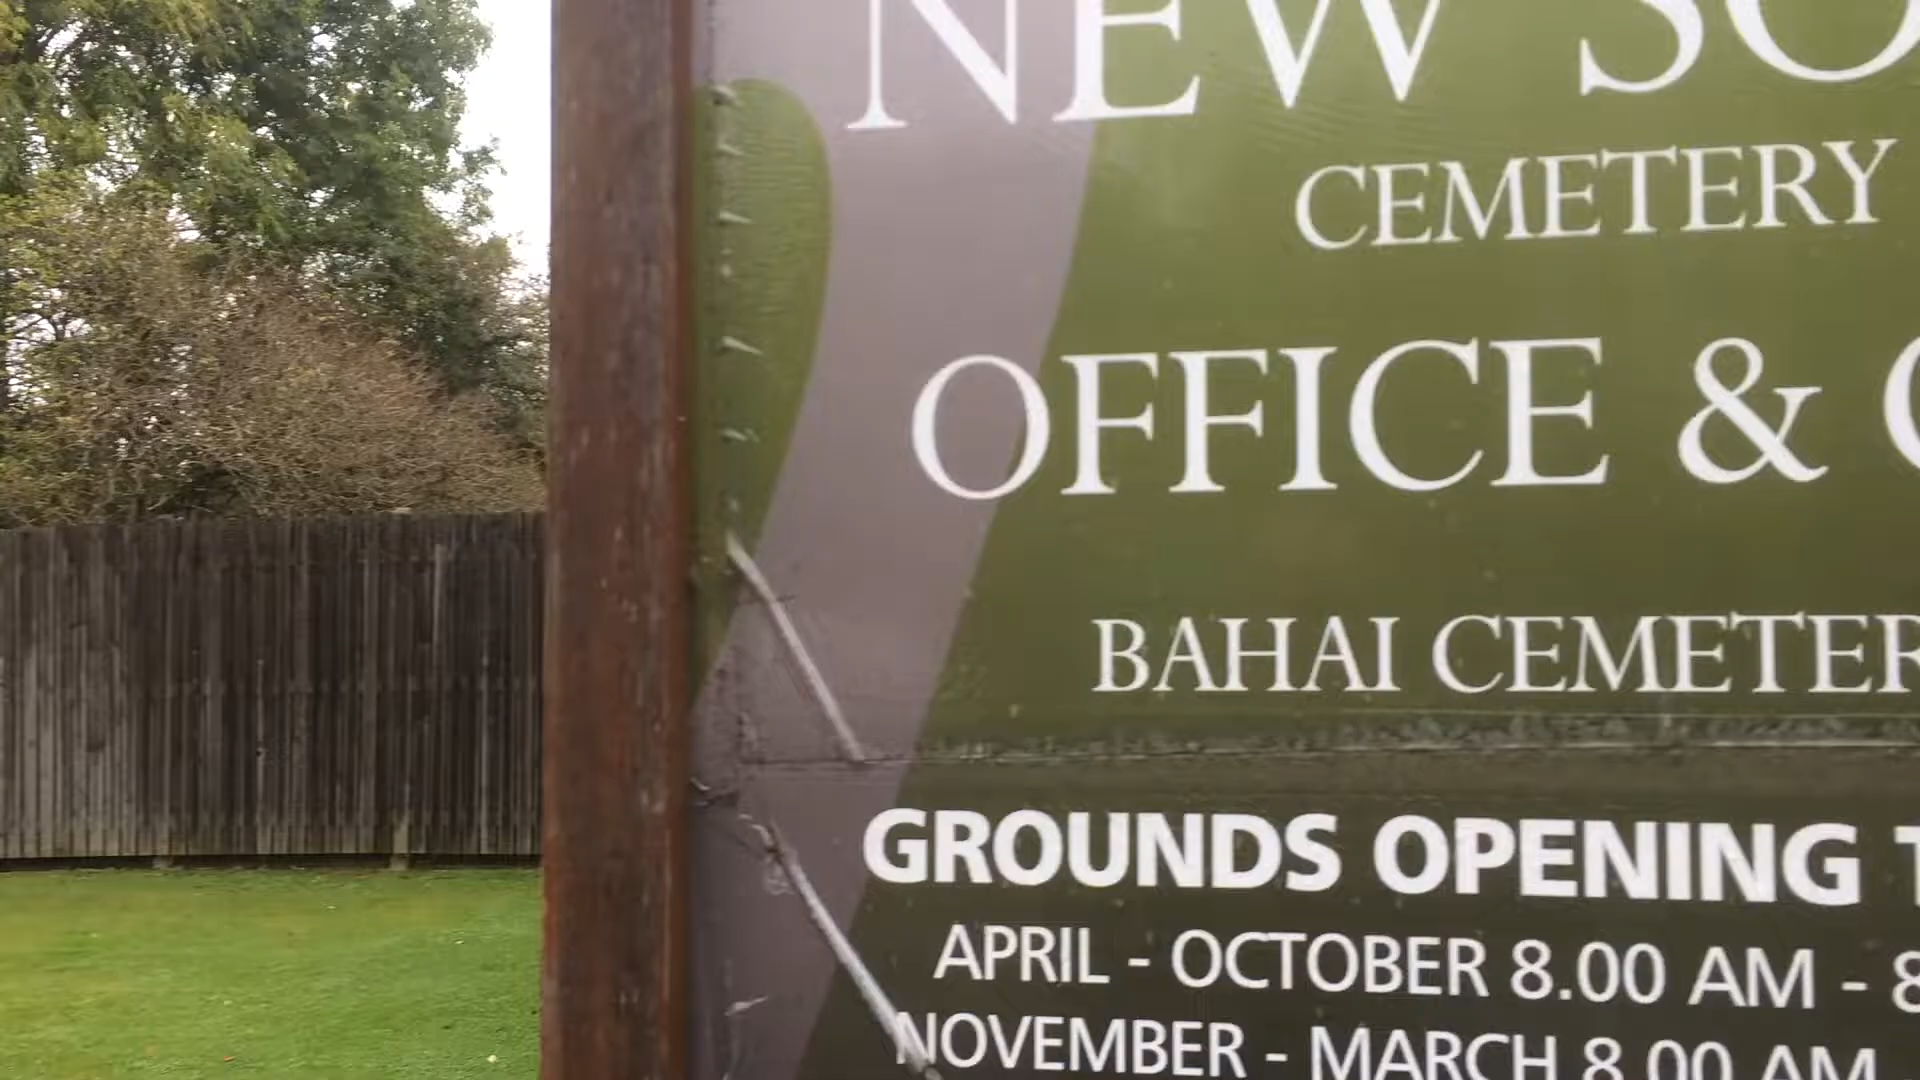 NEW SO
CEMETERY
OFFICE &
BAHAI CEMETER
GROUNDS OPENING T
APRIL - OCTOBER 8.00 AM - 8
NOVEMBER - MARCH 8.00 AM